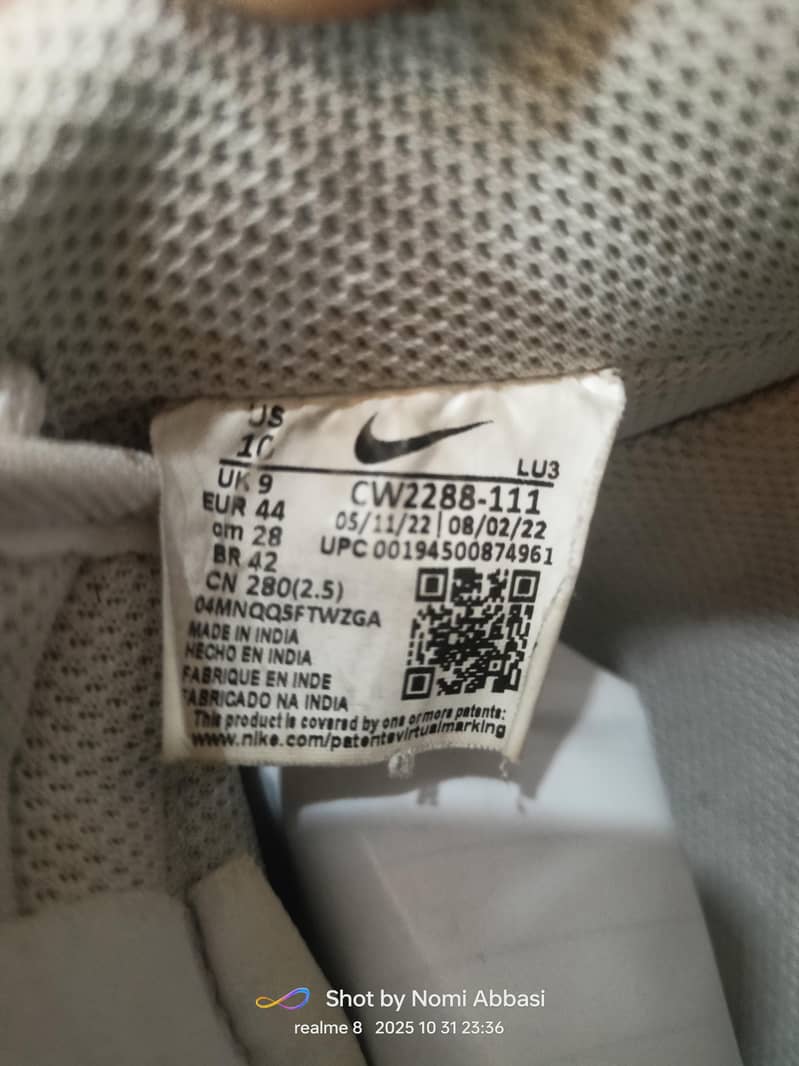 US
10
LU3
UK 9
EUR 44
cm 28
BR 42
CN 280(2.5)
CW2288-111
05/11/22 | 08/02/22
UPC 00194500874961
04MNQQ5FTWZGA
MADE IN INDIA
HECHO EN INDIA
FABRIQUE EN INDE
FABRICADO NA INDIA
This product is covered by one or more patents:
www.nike.com/patentsvirtualmarking
Shot by Nomi Abbasi
realme 8 2025 10 31 23:36